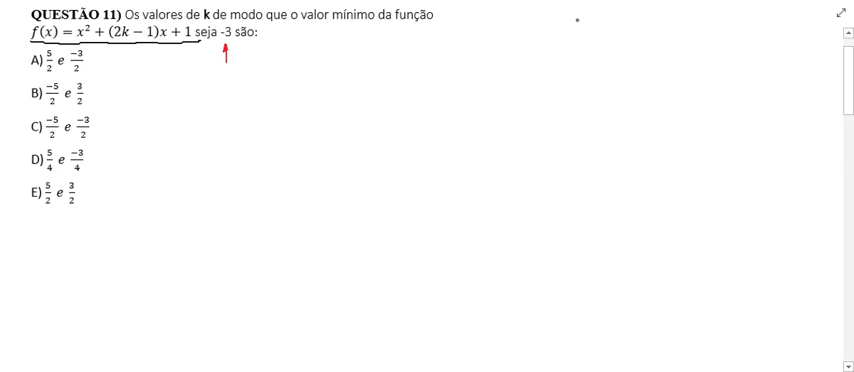 QUESTÃO 11) Os valores de k de modo que o valor mínimo da função
f(x) = x² + (2k − 1)x + 1 seja -3 são:
A) 5/2 e −3/2
B) −5/2 e 3/2
C) −5/2 e −3/2
D) 5/4 e −3/4
E) 5/2 e 3/2